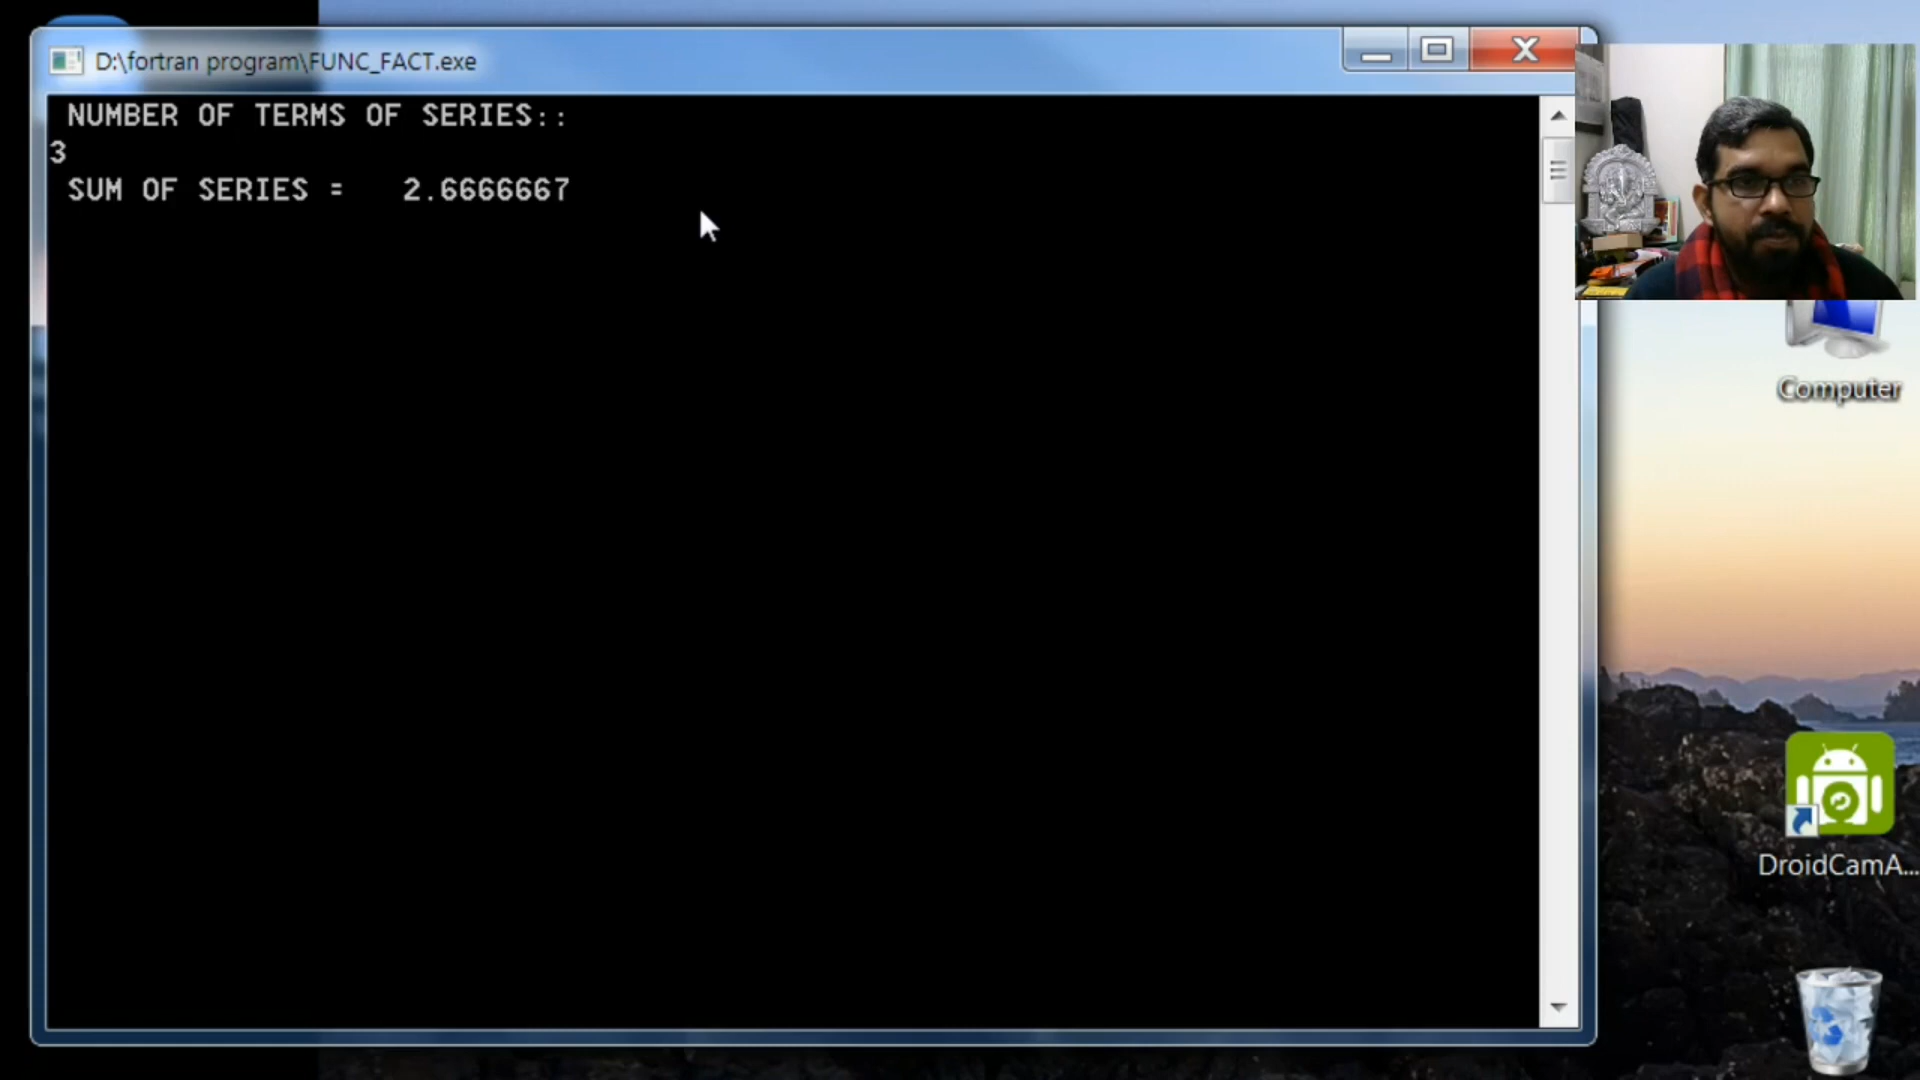 D:\fortran program\FUNC_FACT.exe
NUMBER OF TERMS OF SERIES::
3
SUM OF SERIES = 2.6666667
Computer
DroidCamA...